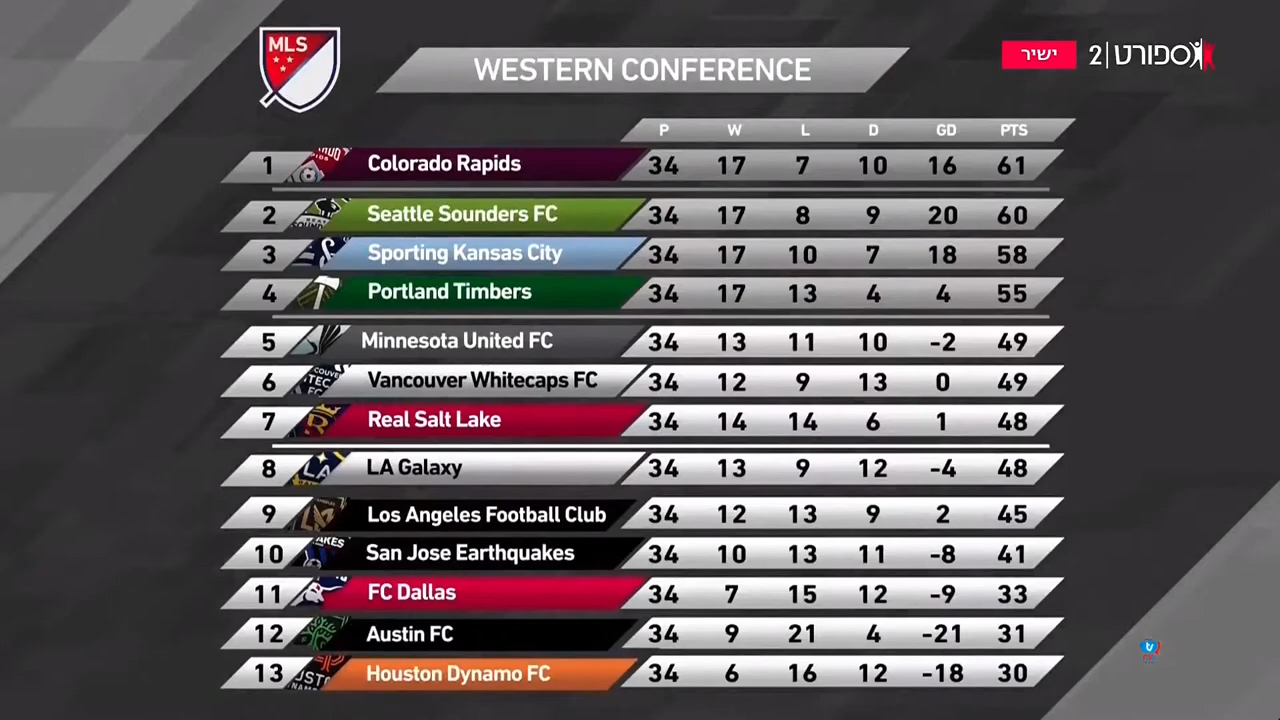 MLS
WESTERN CONFERENCE
ישיר
ספורט|2
P W L D GD PTS
1 Colorado Rapids 34 17 7 10 16 61
2 Seattle Sounders FC 34 17 8 9 20 60
3 Sporting Kansas City 34 17 10 7 18 58
4 Portland Timbers 34 17 13 4 4 55
5 Minnesota United FC 34 13 11 10 -2 49
6 Vancouver Whitecaps FC 34 12 9 13 0 49
7 Real Salt Lake 34 14 14 6 1 48
8 LA LA Galaxy 34 13 9 12 -4 48
9 Los Angeles Football Club 34 12 13 9 2 45
10 San Jose Earthquakes 34 10 13 11 -8 41
11 FC Dallas 34 7 15 12 -9 33
12 Austin FC 34 9 21 4 -21 31
13 Houston Dynamo FC 34 6 16 12 -18 30